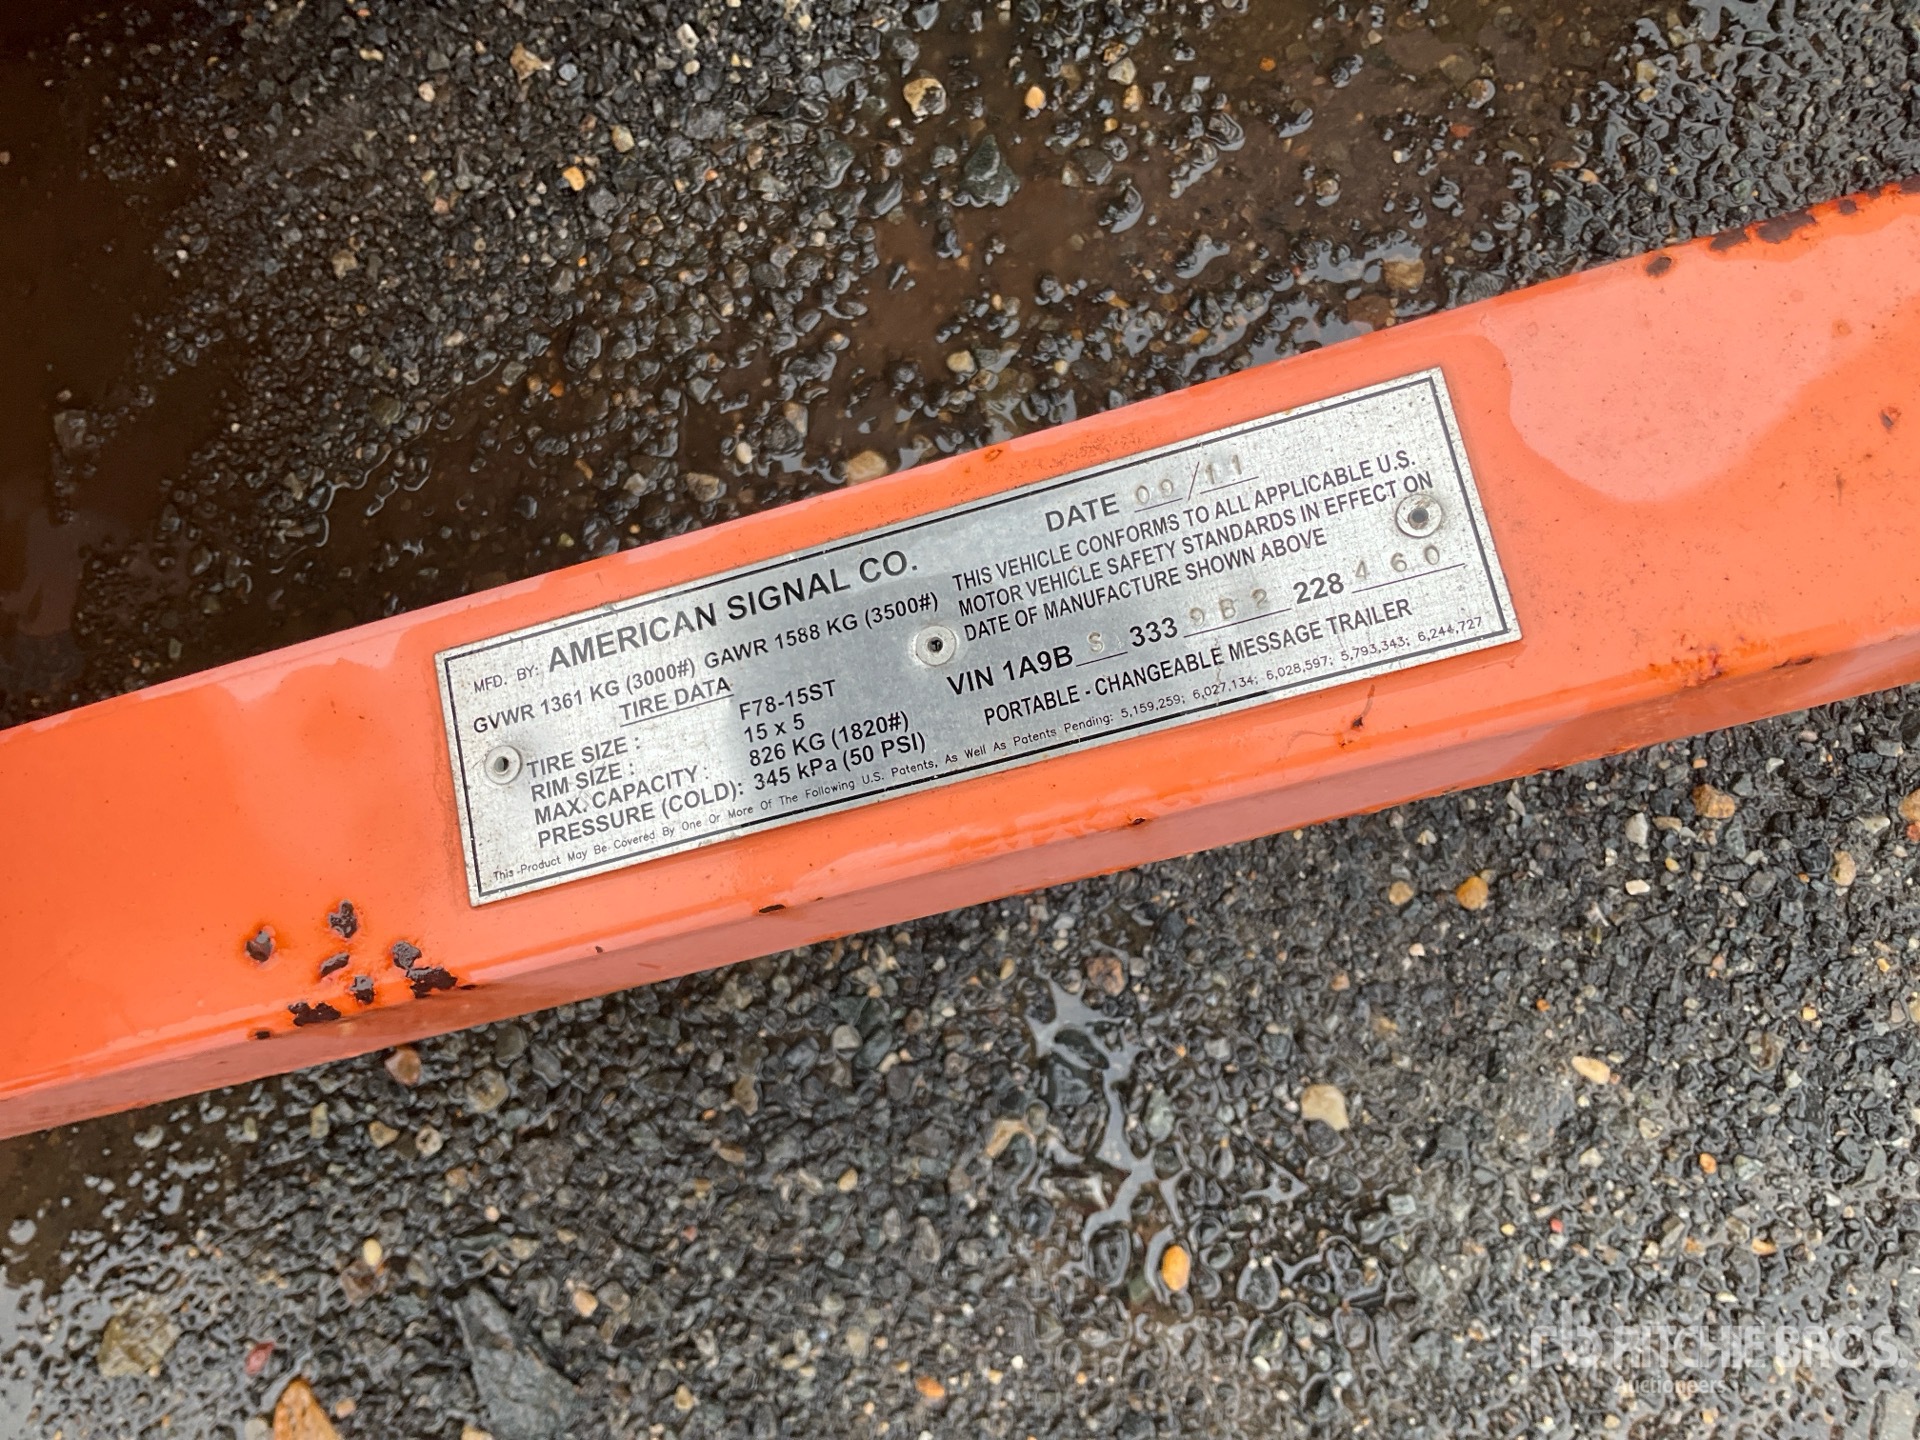 MFD. BY: AMERICAN SIGNAL CO.
GVWR 1361 KG (3000#) GAWR 1588 KG (3500#)
TIRE DATA
TIRE SIZE : F78-15ST
RIM SIZE : 15 x 5
MAX. CAPACITY : 826 KG (1820#)
PRESSURE (COLD): 345 kPa (50 PSI)
DATE 09/11
THIS VEHICLE CONFORMS TO ALL APPLICABLE U.S.
MOTOR VEHICLE SAFETY STANDARDS IN EFFECT ON
DATE OF MANUFACTURE SHOWN ABOVE
VIN 1A9B S 333 9B2 228 460
PORTABLE - CHANGEABLE MESSAGE TRAILER
This Product May Be Covered By One Or More Of The Following U.S. Patents, As Well As Patents Pending: 5,159,259; 6,027,134; 6,028,597; 5,793,343; 6,244,727
RITCHIE BROS.
Auctioneers